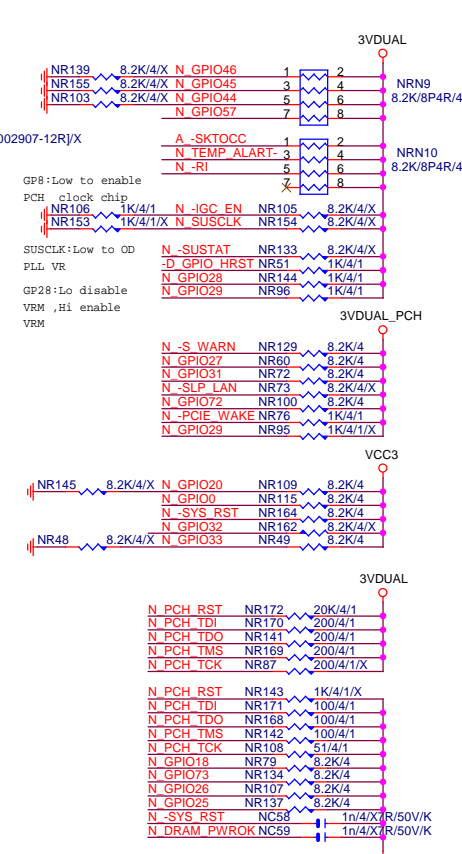 3VDUAL
NR139 8.2K/4/X N_GPIO46 1 2
NR155 8.2K/4/X N_GPIO45 3 4 NRN9
NR103 8.2K/4/X N_GPIO44 5 6 8.2K/8P4R/4
N_GPIO57 7 8
002907-12R]/X
A_-SKTOCC 1 2
N_TEMP_ALART- 3 4 NRN10
N_-RI 5 6 8.2K/8P4R/4
7 8
GP8:Low to enable
PCH clock chip
NR106 1K/4/1 N_-IGC_EN NR105 8.2K/4/X
NR153 1K/4/1/X N_SUSCLK NR154 8.2K/4/X
SUSCLK:Low to OD
PLL VR
N_-SUSTAT NR133 8.2K/4/X
-D_GPIO_HRST NR51 1K/4/1
N_GPIO28 NR144 1K/4/1
N_GPIO29 NR96 1K/4/1
GP28:Lo disable
VRM ,Hi enable
VRM
3VDUAL_PCH
N_-S_WARN NR129 8.2K/4
N_GPIO27 NR60 8.2K/4
N_GPIO31 NR72 8.2K/4
N_-SLP_LAN NR73 8.2K/4/X
N_GPIO72 NR100 8.2K/4
N_-PCIE_WAKE NR76 1K/4/1
N_GPIO29 NR95 1K/4/1/X
VCC3
NR145 8.2K/4/X N_GPIO20 NR109 8.2K/4
N_GPIO0 NR115 8.2K/4
N_-SYS_RST NR164 8.2K/4
N_GPIO32 NR162 8.2K/4/X
NR48 8.2K/4/X N_GPIO33 NR49 8.2K/4
3VDUAL
N_PCH_RST NR172 20K/4/1
N_PCH_TDI NR170 200/4/1
N_PCH_TDO NR141 200/4/1
N_PCH_TMS NR169 200/4/1
N_PCH_TCK NR87 200/4/1/X
N_PCH_RST NR143 1K/4/1/X
N_PCH_TDI NR171 100/4/1
N_PCH_TDO NR168 100/4/1
N_PCH_TMS NR142 100/4/1
N_PCH_TCK NR108 51/4/1
N_GPIO18 NR79 8.2K/4
N_GPIO73 NR134 8.2K/4
N_GPIO26 NR107 8.2K/4
N_GPIO25 NR137 8.2K/4
N_-SYS_RST NC58 1n/4/X7R/50V/K
N_DRAM_PWROK NC59 1n/4/X7R/50V/K